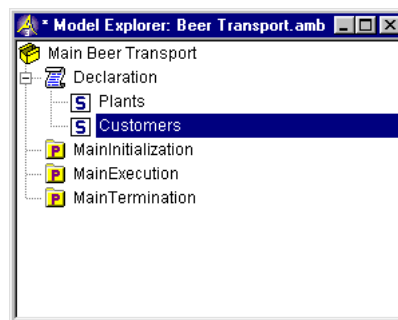 * Model Explorer: Beer Transport.amb
Main Beer Transport
Declaration
S Plants
S Customers
P MainInitialization
P MainExecution
P MainTermination